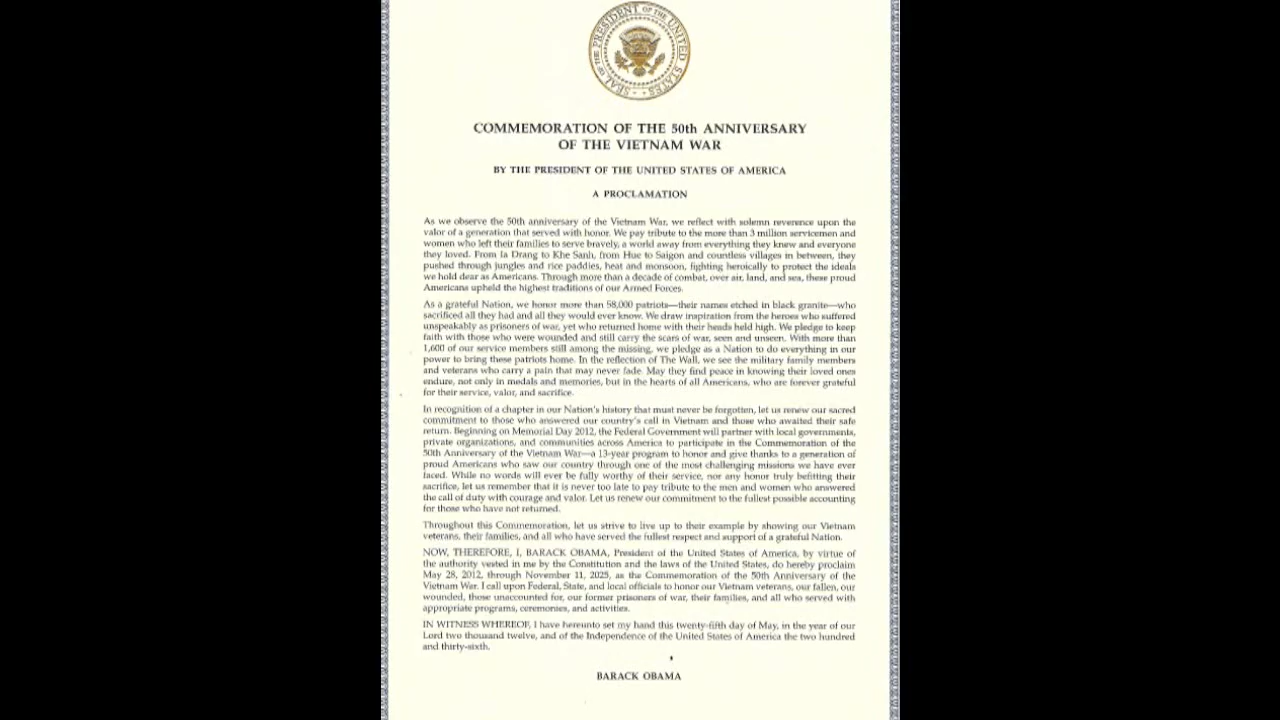 SEAL OF THE PRESIDENT OF THE UNITED STATES
COMMEMORATION OF THE 50th ANNIVERSARY
OF THE VIETNAM WAR
BY THE PRESIDENT OF THE UNITED STATES OF AMERICA
A PROCLAMATION
As we observe the 50th anniversary of the Vietnam War, we reflect with solemn reverence upon the
valor of a generation that served with honor. We pay tribute to the more than 3 million servicemen and
women who left their families to serve bravely, a world away from everything they knew and everyone
they loved. From Ia Drang to Khe Sanh, from Hue to Saigon and countless villages in between, they
pushed through jungles and rice paddies, heat and monsoon, fighting heroically to protect the ideals
we hold dear as Americans. Through more than a decade of combat, over air, land, and sea, these proud
Americans upheld the highest traditions of our Armed Forces.
As a grateful Nation, we honor more than 58,000 patriots—their names etched in black granite—who
sacrificed all they had and all they would ever know. We draw inspiration from the heroes who suffered
unspeakably as prisoners of war, yet who returned home with their heads held high. We pledge to keep
faith with those who were wounded and still carry the scars of war, seen and unseen. With more than
1,600 of our service members still among the missing, we pledge as a Nation to do everything in our
power to bring these patriots home. In the reflection of The Wall, we see the military family members
and veterans who carry a pain that may never fade. May they find peace in knowing their loved ones
endure, not only in medals and memories, but in the hearts of all Americans, who are forever grateful
for their service, valor, and sacrifice.
In recognition of a chapter in our Nation's history that must never be forgotten, let us renew our sacred
commitment to those who answered our country's call in Vietnam and those who awaited their safe
return. Beginning on Memorial Day 2012, the Federal Government will partner with local governments,
private organizations, and communities across America to participate in the Commemoration of the
50th Anniversary of the Vietnam War—a 13-year program to honor and give thanks to a generation of
proud Americans who saw our country through one of the most challenging missions we have ever
faced. While no words will ever be fully worthy of their service, nor any honor truly befitting their
sacrifice, let us remember that it is never too late to pay tribute to the men and women who answered
the call of duty with courage and valor. Let us renew our commitment to the fullest possible accounting
for those who have not returned.
Throughout this Commemoration, let us strive to live up to their example by showing our Vietnam
veterans, their families, and all who have served the fullest respect and support of a grateful Nation.
NOW, THEREFORE, I, BARACK OBAMA, President of the United States of America, by virtue of
the authority vested in me by the Constitution and the laws of the United States, do hereby proclaim
May 28, 2012, through November 11, 2025, as the Commemoration of the 50th Anniversary of the
Vietnam War. I call upon Federal, State, and local officials to honor our Vietnam veterans, our fallen, our
wounded, those unaccounted for, our former prisoners of war, their families, and all who served with
appropriate programs, ceremonies, and activities.
IN WITNESS WHEREOF, I have hereunto set my hand this twenty-fifth day of May, in the year of our
Lord two thousand twelve, and of the Independence of the United States of America the two hundred
and thirty-sixth.
BARACK OBAMA